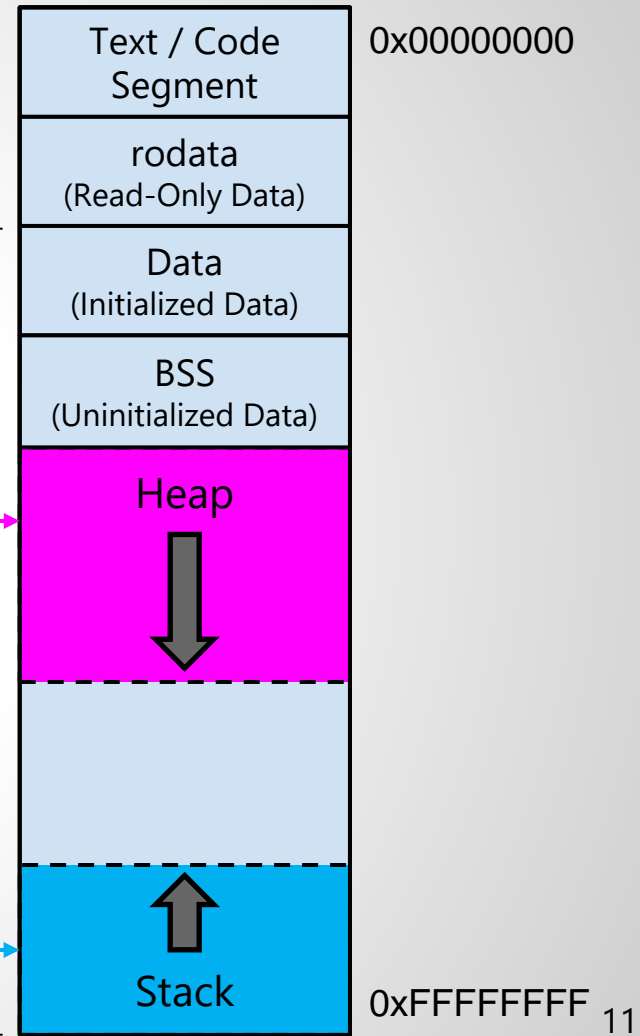 Text / Code
Segment
0x00000000
rodata
(Read-Only Data)
Data
(Initialized Data)
BSS
(Uninitialized Data)
Heap
Stack
0xFFFFFFFF
11